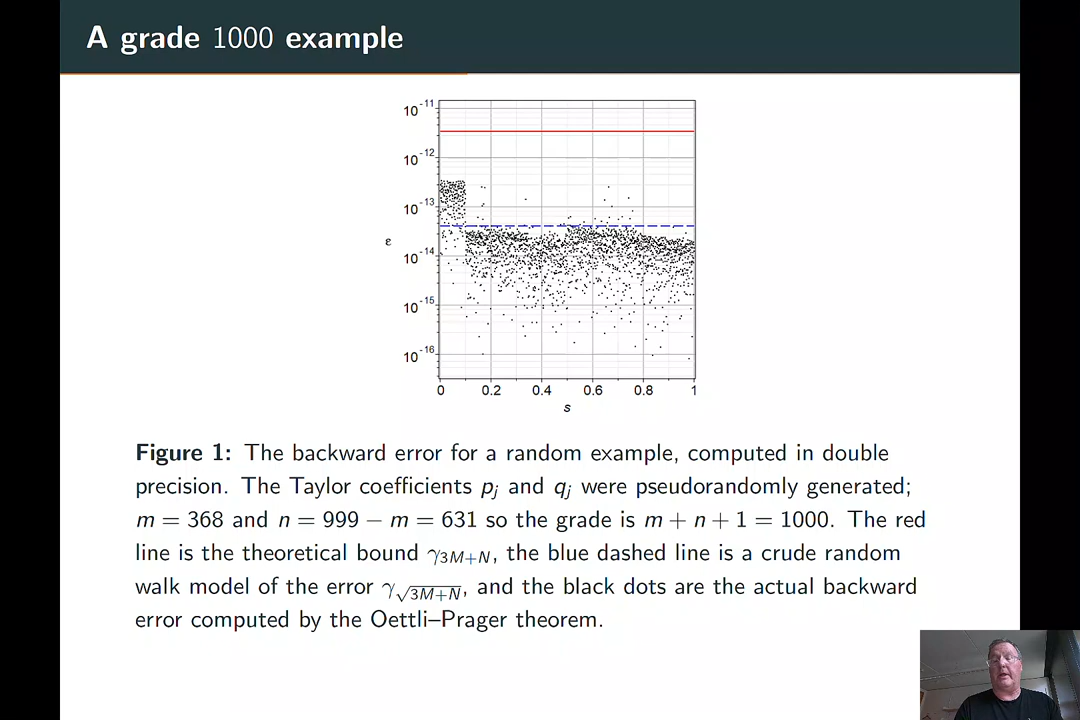 A grade 1000 example
10-11
10-12
10-13
ε
10-14
10-15
10-16
0 0.2 0.4 0.6 0.8 1
s
Figure 1: The backward error for a random example, computed in double
precision. The Taylor coefficients pj and qj were pseudorandomly generated;
m = 368 and n = 999 − m = 631 so the grade is m + n + 1 = 1000. The red
line is the theoretical bound γ3M+N, the blue dashed line is a crude random
walk model of the error γ√3M+N, and the black dots are the actual backward
error computed by the Oettli–Prager theorem.